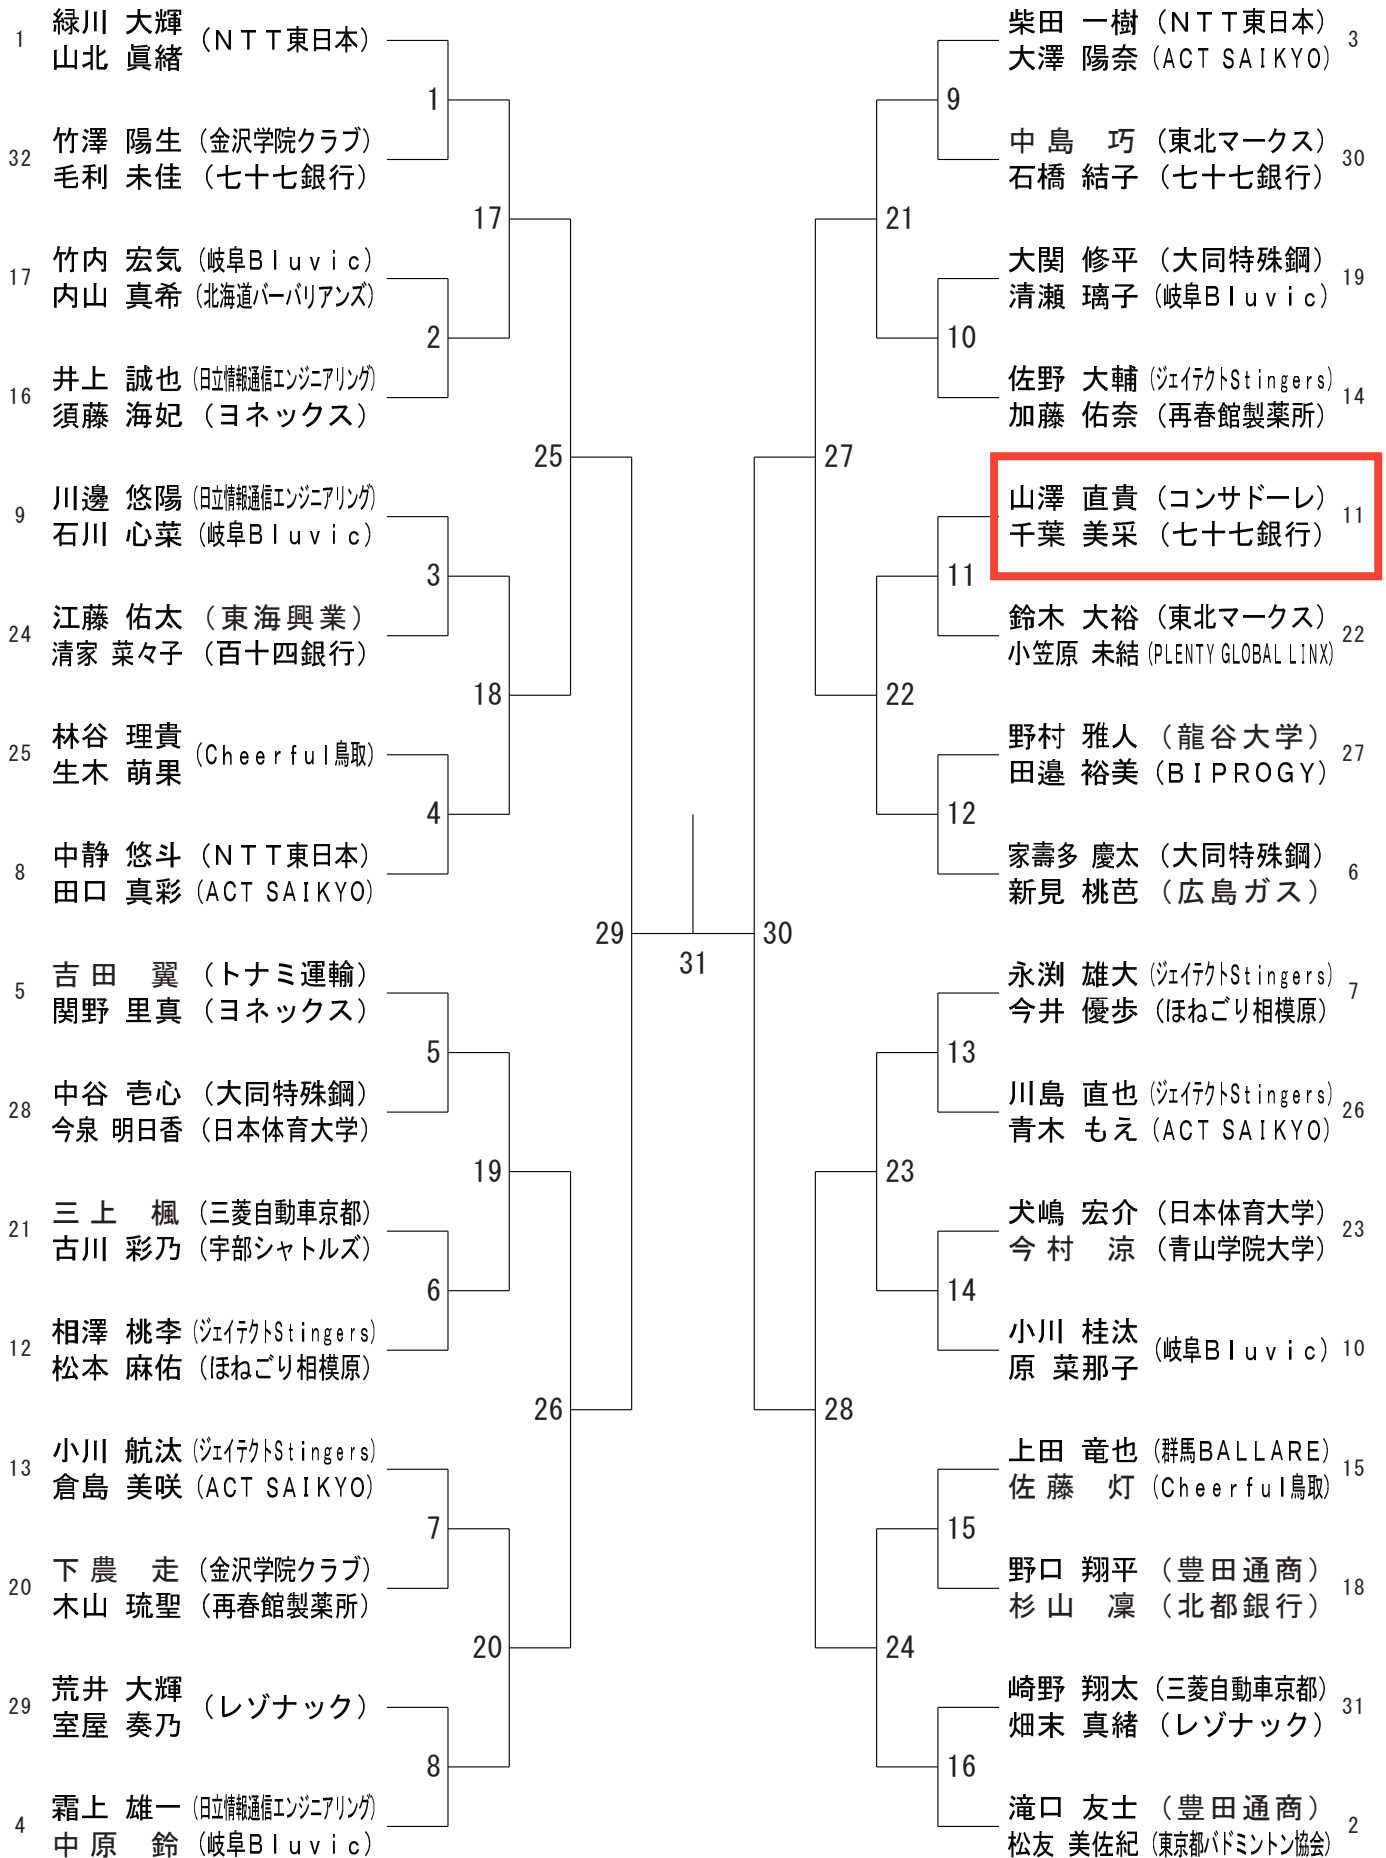 1 緑川 大輝 (ＮＴＴ東日本)
山北 眞緒
32 竹澤 陽生 (金沢学院クラブ)
毛利 未佳 (七十七銀行)
17 竹内 宏気 (岐阜Ｂｌｕｖｉｃ)
内山 真希 (北海道バーバリアンズ)
16 井上 誠也 (日立情報通信エンジニアリング)
須藤 海妃 (ヨネックス)
9 川邊 悠陽 (日立情報通信エンジニアリング)
石川 心菜 (岐阜Ｂｌｕｖｉｃ)
24 江藤 佑太 (東海興業)
清家 菜々子 (百十四銀行)
25 林谷 理貴 (Ｃｈｅｅｒｆｕｌ鳥取)
生木 萌果
8 中静 悠斗 (ＮＴＴ東日本)
田口 真彩 (ACT SAIKYO)
5 吉田 翼 (トナミ運輸)
関野 里真 (ヨネックス)
28 中谷 壱心 (大同特殊鋼)
今泉 明日香 (日本体育大学)
21 三上 楓 (三菱自動車京都)
古川 彩乃 (宇部シャトルズ)
12 相澤 桃李 (ジェイテクトStingers)
松本 麻佑 (ほねごり相模原)
13 小川 航汰 (ジェイテクトStingers)
倉島 美咲 (ACT SAIKYO)
20 下農 走 (金沢学院クラブ)
木山 琉聖 (再春館製薬所)
29 荒井 大輝 (レゾナック)
室屋 奏乃
4 霜上 雄一 (日立情報通信エンジニアリング)
中原 鈴 (岐阜Ｂｌｕｖｉｃ)
1
2
3
4
5
6
7
8
17
18
19
20
25
26
29
31
30
27
28
21
22
23
24
9
10
11
12
13
14
15
16
柴田 一樹 (ＮＴＴ東日本) 3
大澤 陽奈 (ACT SAIKYO)
中島 巧 (東北マークス) 30
石橋 結子 (七十七銀行)
大関 修平 (大同特殊鋼) 19
清瀬 璃子 (岐阜Ｂｌｕｖｉｃ)
佐野 大輔 (ジェイテクトStingers) 14
加藤 佑奈 (再春館製薬所)
山澤 直貴 (コンサドーレ) 11
千葉 美采 (七十七銀行)
鈴木 大裕 (東北マークス) 22
小笠原 未結 (PLENTY GLOBAL LINX)
野村 雅人 (龍谷大学) 27
田邉 裕美 (ＢＩＰＲＯＧＹ)
家壽多 慶太 (大同特殊鋼) 6
新見 桃芭 (広島ガス)
永渕 雄大 (ジェイテクトStingers) 7
今井 優歩 (ほねごり相模原)
川島 直也 (ジェイテクトStingers) 26
青木 もえ (ACT SAIKYO)
犬嶋 宏介 (日本体育大学) 23
今村 涼 (青山学院大学)
小川 桂汰 (岐阜Ｂｌｕｖｉｃ) 10
原 菜那子
上田 竜也 (群馬BALLARE) 15
佐藤 灯 (Ｃｈｅｅｒｆｕｌ鳥取)
野口 翔平 (豊田通商) 18
杉山 凜 (北都銀行)
崎野 翔太 (三菱自動車京都) 31
畑末 真緒 (レゾナック)
滝口 友士 (豊田通商) 2
松友 美佐紀 (東京都バドミントン協会)